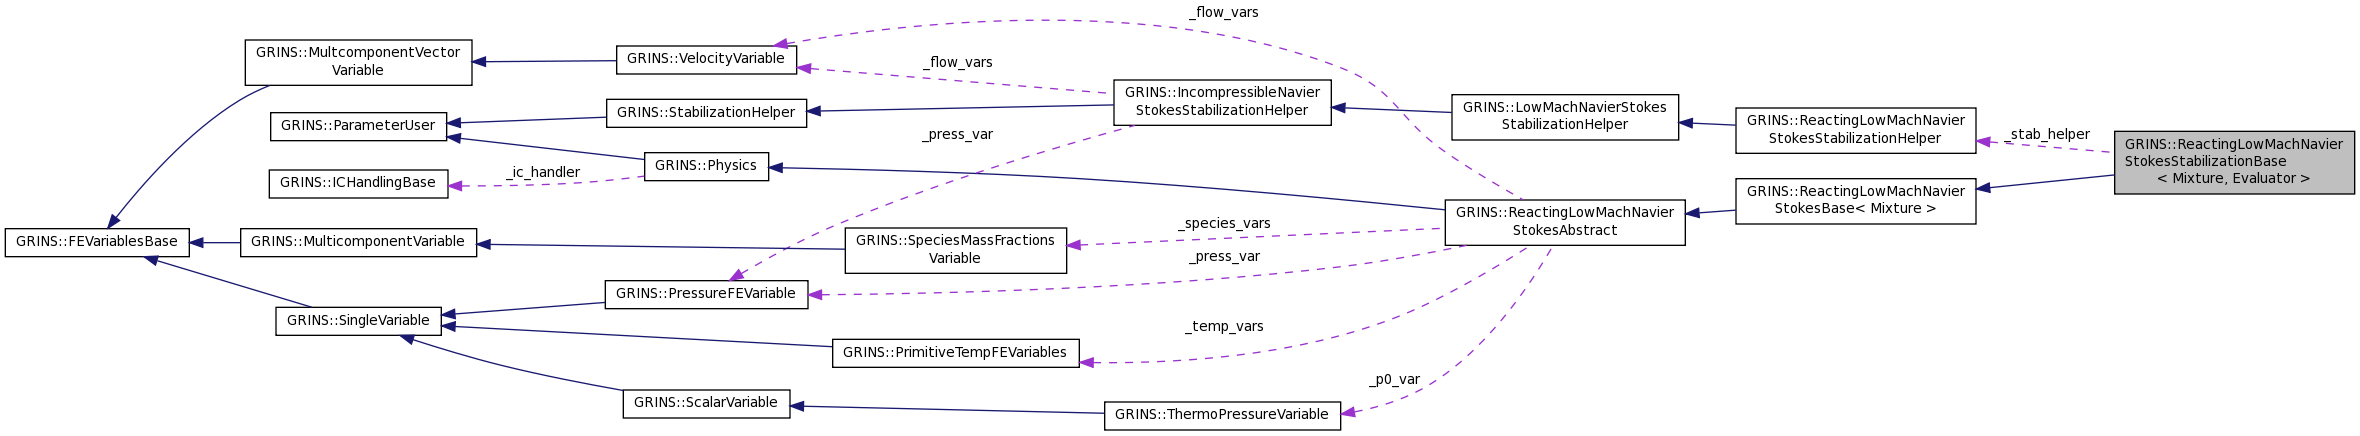 _flow_vars
GRINS::MultcomponentVector
Variable
GRINS::VelocityVariable
_flow_vars
GRINS::IncompressibleNavier
StokesStabilizationHelper
GRINS::LowMachNavierStokes
StabilizationHelper
GRINS::StabilizationHelper
GRINS::ParameterUser
_press_var
GRINS::ReactingLowMachNavier
StokesStabilizationHelper
_stab_helper
GRINS::ReactingLowMachNavier
StokesStabilizationBase
< Mixture, Evaluator >
GRINS::Physics
_ic_handler
GRINS::ICHandlingBase
GRINS::ReactingLowMachNavier
StokesBase< Mixture >
GRINS::ReactingLowMachNavier
StokesAbstract
_species_vars
GRINS::FEVariablesBase
GRINS::MulticomponentVariable
GRINS::SpeciesMassFractions
Variable
_press_var
GRINS::PressureFEVariable
GRINS::SingleVariable
_temp_vars
GRINS::PrimitiveTempFEVariables
_p0_var
GRINS::ScalarVariable
GRINS::ThermoPressureVariable